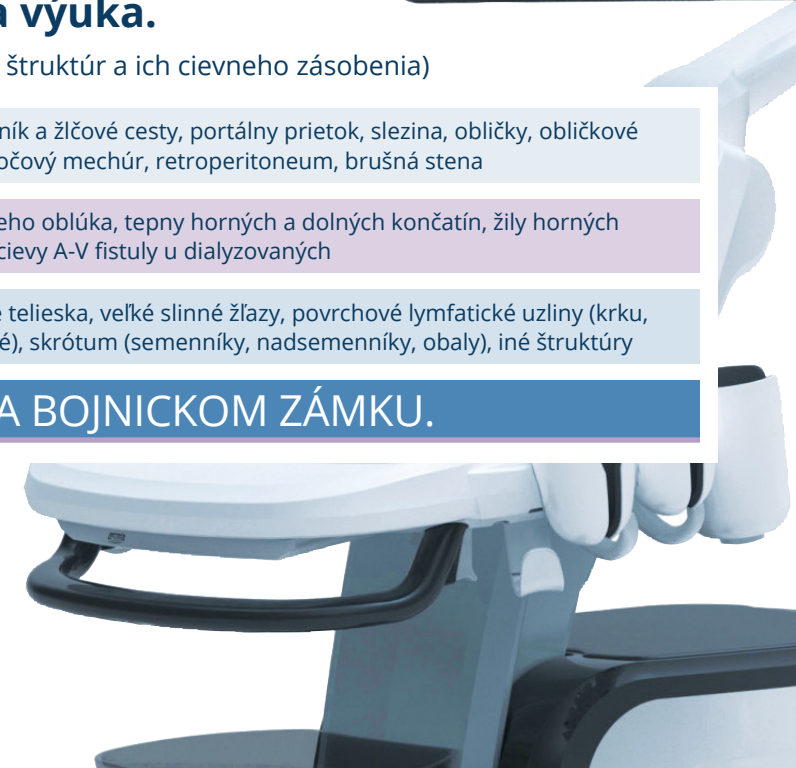 a výuka.
štruktúr a ich cievneho zásobenia)
ník a žlčové cesty, portálny prietok, slezina, obličky, obličkové
očový mechúr, retroperitoneum, brušná stena
eho oblúka, tepny horných a dolných končatín, žily horných
cievy A-V fistuly u dialyzovaných
telieska, veľké slinné žľazy, povrchové lymfatické uzliny (krku,
é), skrótum (semenníky, nadsemenníky, obaly), iné štruktúry
A BOJNICKOM ZÁMKU.